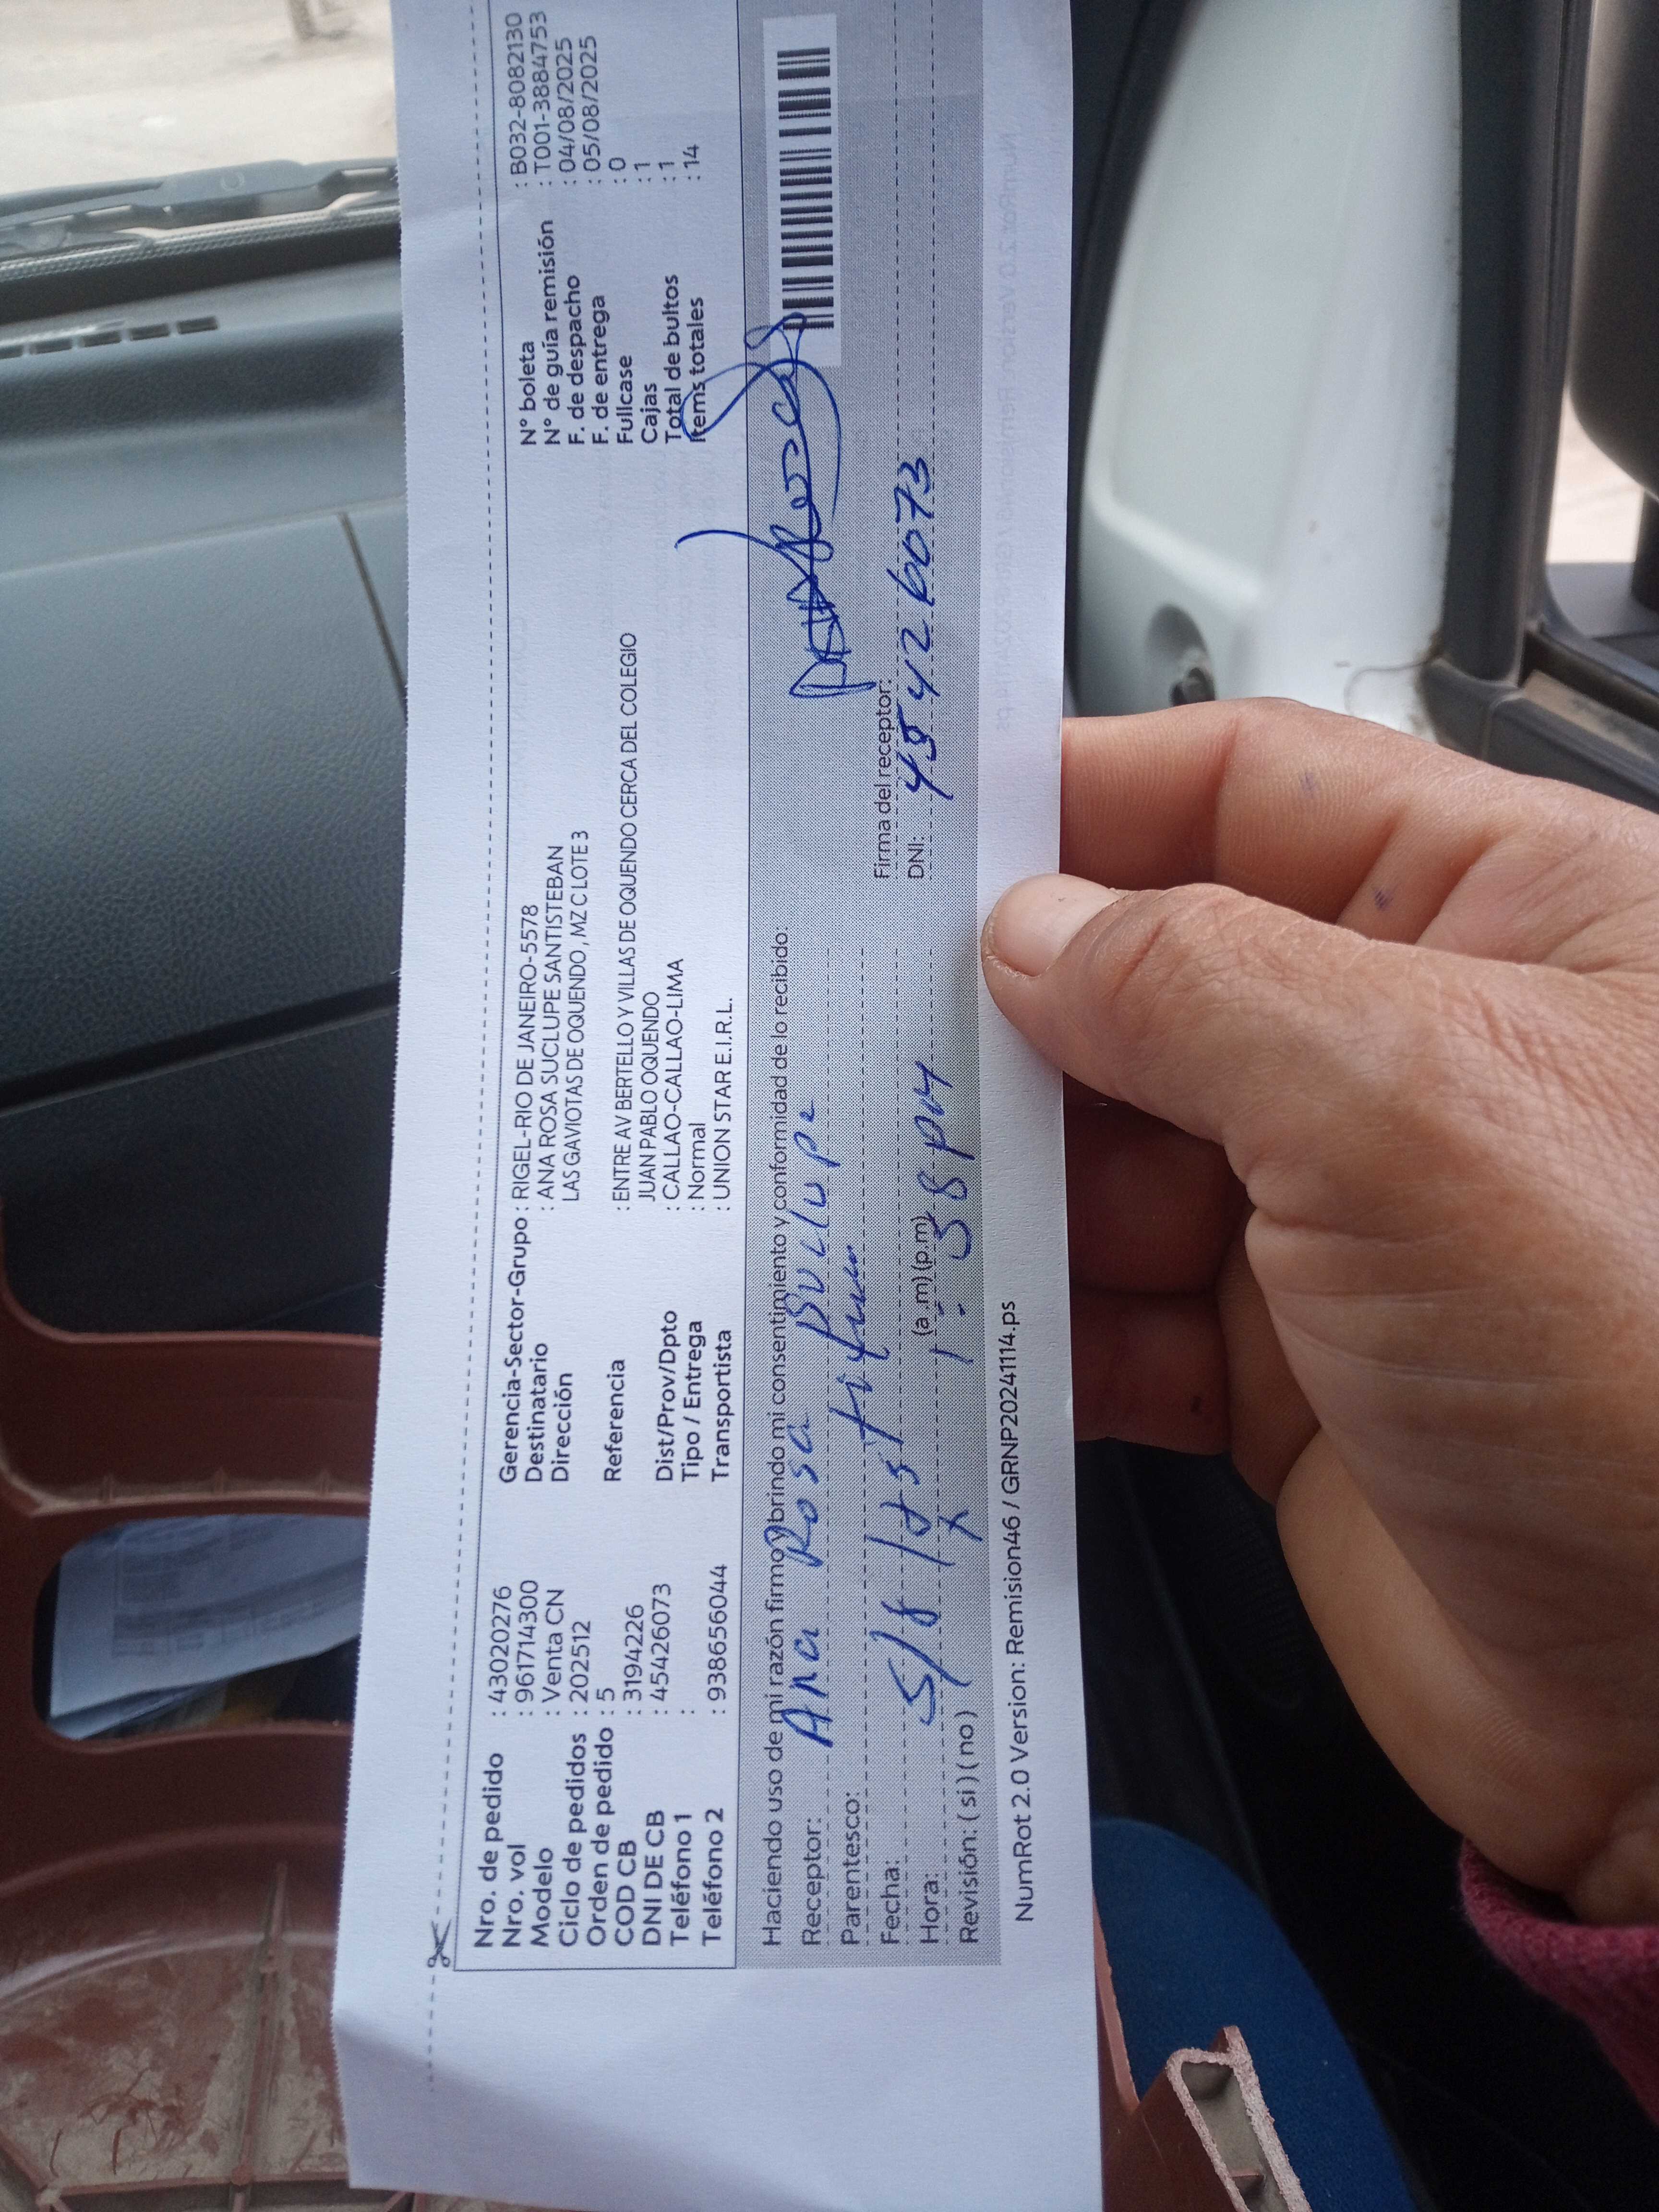 Nro. de pedido : 43020276
Nro. vol : 961714300
Modelo : Venta CN
Ciclo de pedidos : 202512
Orden de pedido : 5
COD CB : 3194226
DNI DE CB : 45426073
Teléfono 1 :
Teléfono 2 : 938656044
Gerencia-Sector-Grupo : RIGEL-RIO DE JANEIRO-5578
Destinatario : ANA ROSA SUCLUPE SANTISTEBAN
Dirección LAS GAVIOTAS DE OQUENDO, MZ C LOTE 3
Referencia : ENTRE AV BERTELLO Y VILLAS DE OQUENDO CERCA DEL COLEGIO
JUAN PABLO OQUENDO
Dist/Prov/Dpto : CALLAO-CALLAO-LIMA
Tipo / Entrega : Normal
Transportista : UNION STAR E.I.R.L.
N° boleta : B032-8082130
N° de guía remisión : T001-3884753
F. de despacho : 04/08/2025
F. de entrega : 05/08/2025
Fullcase : 0
Cajas : 1
Total de bultos : 1
Items totales : 14
Haciendo uso de mi razón firmo y brindo mi consentimiento y conformidad de lo recibido:
Receptor: Ana Rosa Suclupe
Parentesco:
Fecha: 5/8/
Hora: (a.m) (p.m) 1:38 pm
Revisión: ( si ) ( no )
Firma del receptor:
DNI: 45426073
NumRot 2.0 Version: Remision46 / GRNP20241114.ps